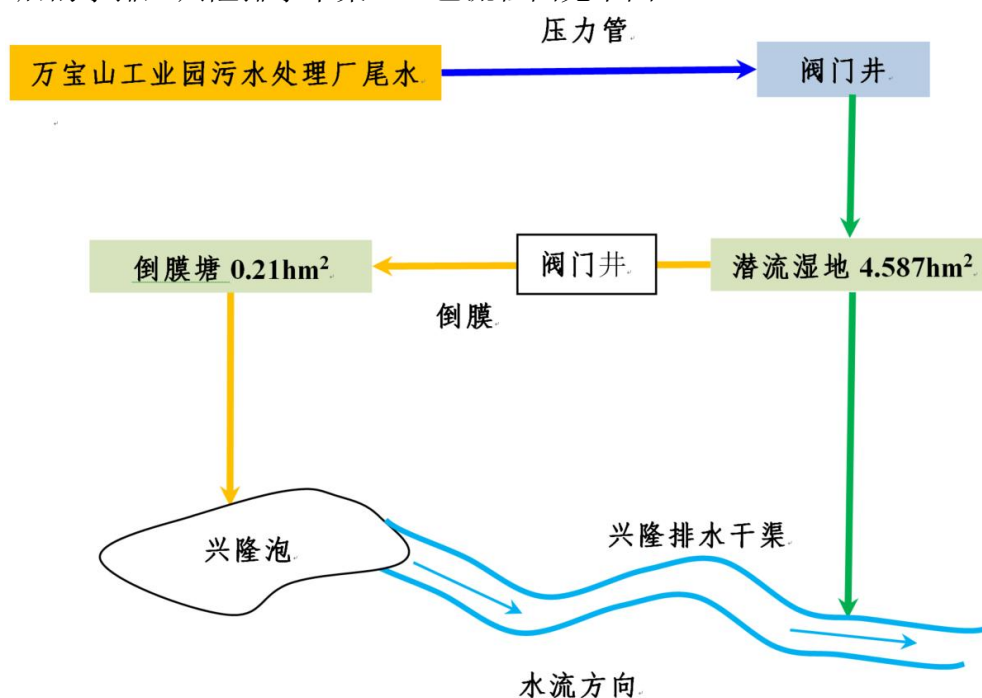 压力管
万宝山工业园污水处理厂尾水
阀门井
倒膜塘 0.21hm²
阀门井
潜流湿地 4.587hm²
倒膜
兴隆泡
兴隆排水干渠
水流方向